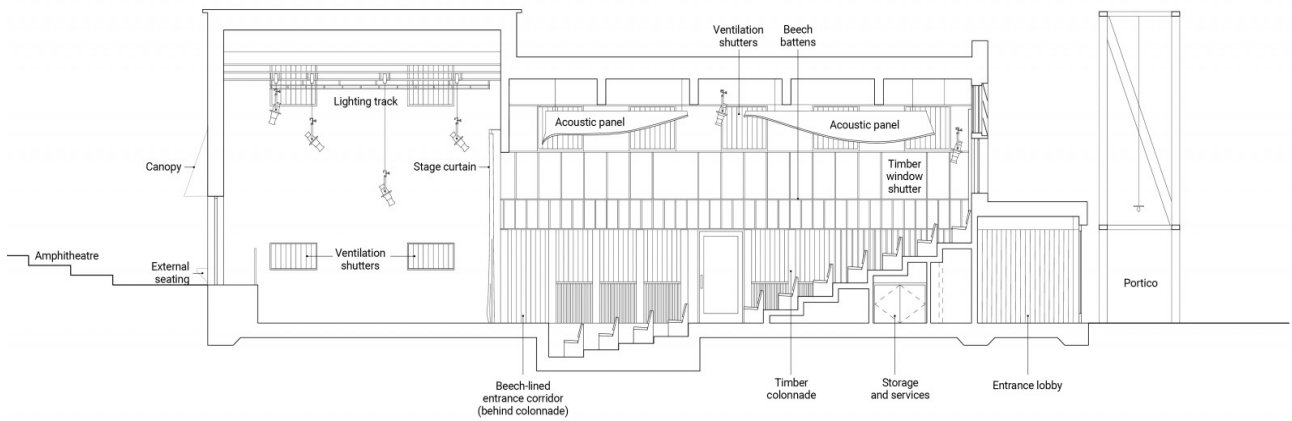 Ventilation
shutters
Beech
battens
Lighting track
Acoustic panel
Acoustic panel
Canopy
Stage curtain
Timber
window
shutter
Amphitheatre
External
seating
Ventilation
shutters
Portico
Beech-lined
entrance corridor
(behind colonnade)
Timber
colonnade
Storage
and services
Entrance lobby